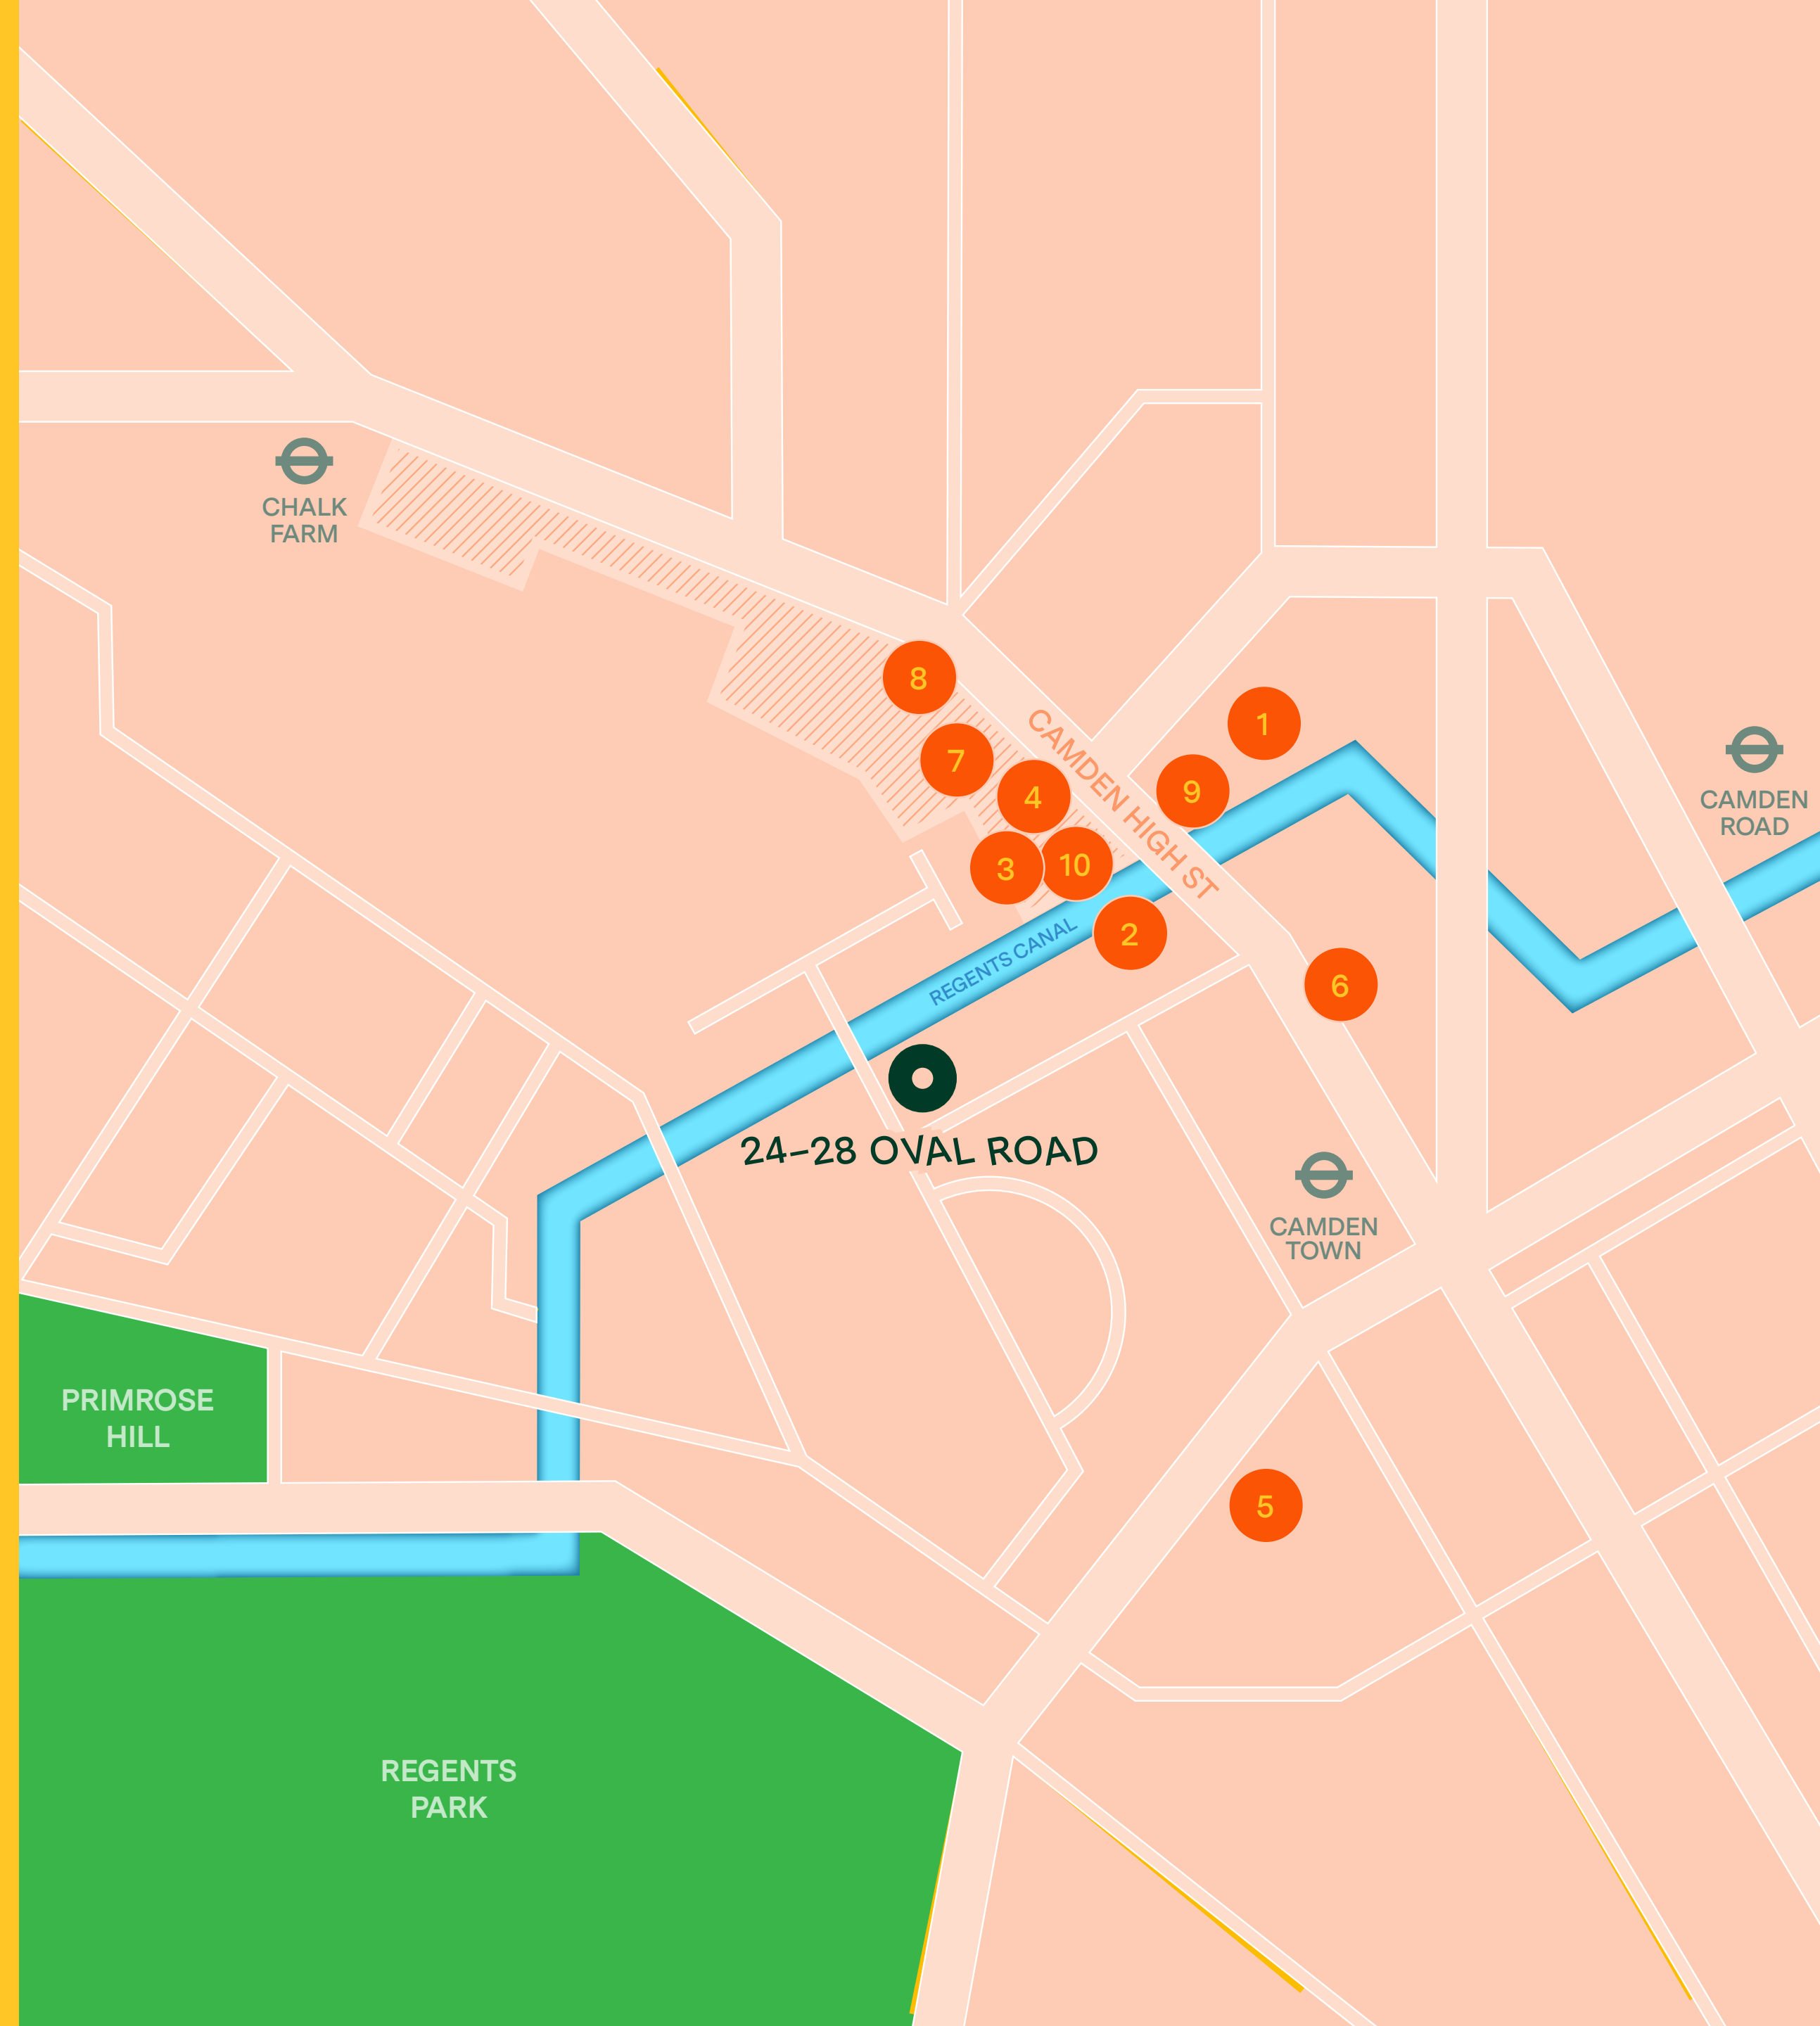 CHALK
FARM
8
1
7
CAMDEN HIGH ST
9
4
CAMDEN
ROAD
3
10
2
REGENTS CANAL
6
24–28 OVAL ROAD
CAMDEN
TOWN
PRIMROSE
HILL
5
REGENTS
PARK